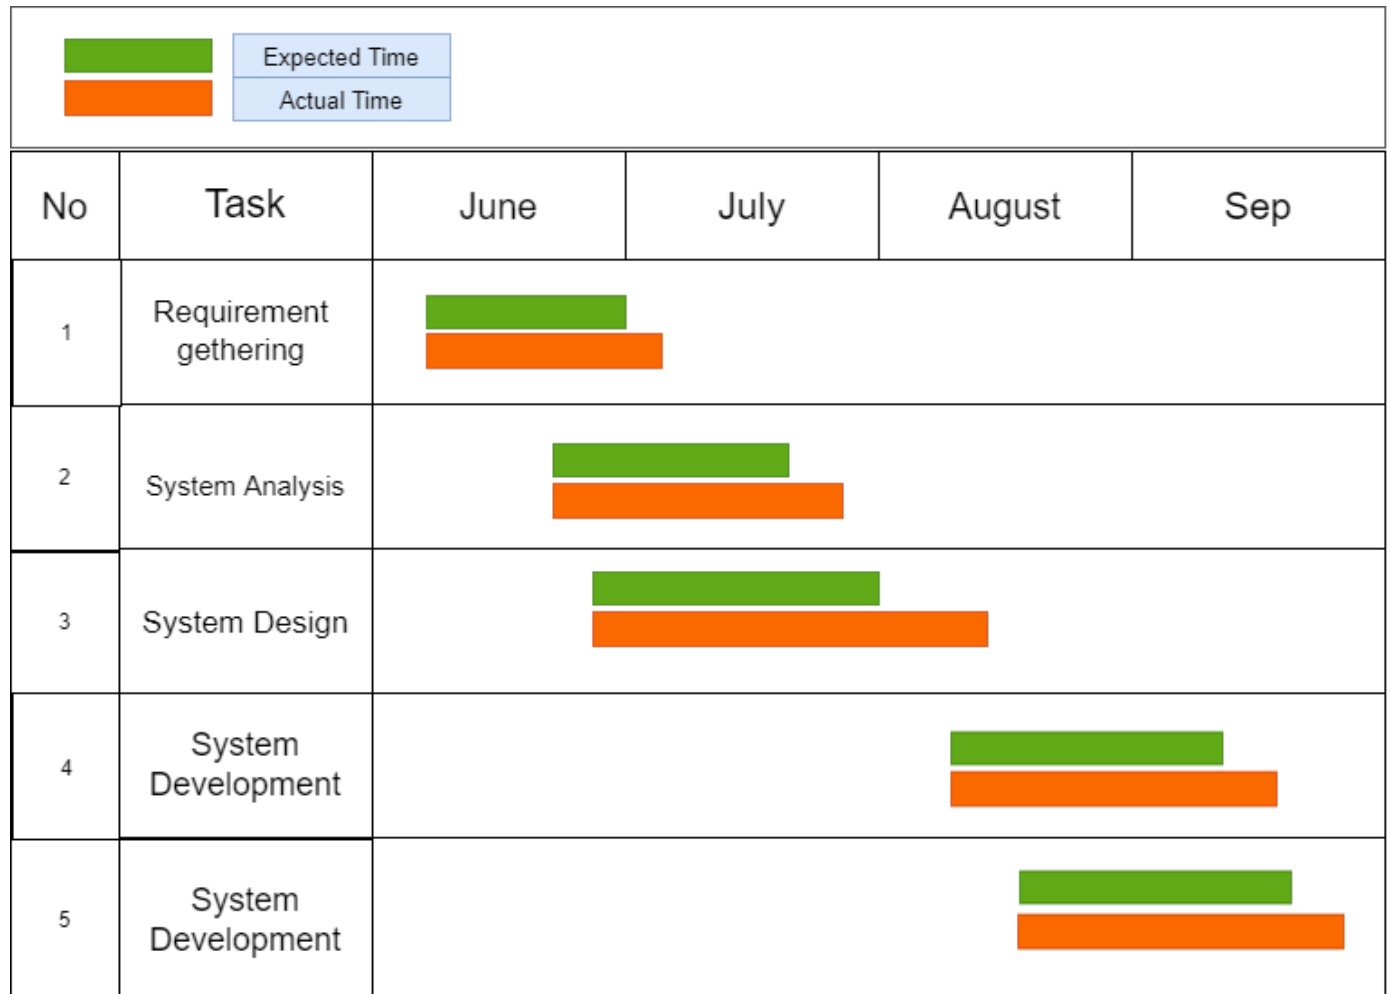 Expected Time
Actual Time
No
Task
June
July
August
Sep
1
Requirement
gethering
2
System Analysis
3
System Design
4
System
Development
5
System
Development